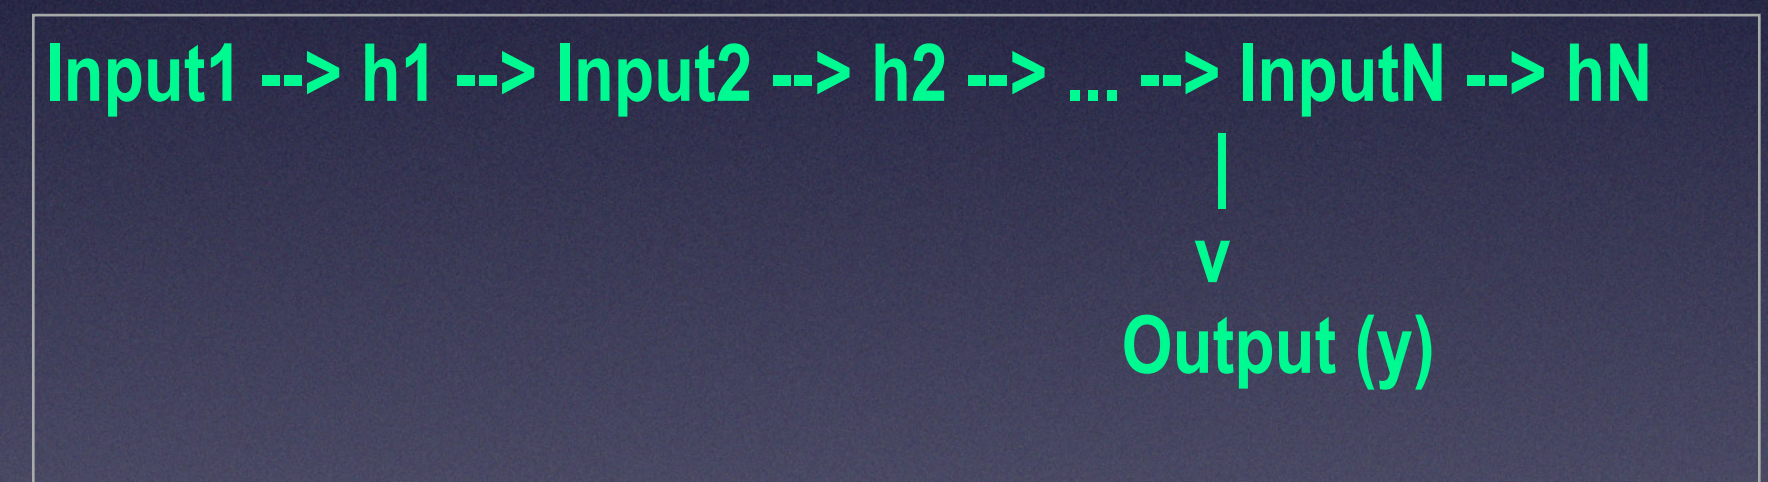 Input1 --> h1 --> Input2 --> h2 --> ... --> InputN --> hN
|
v
Output (y)